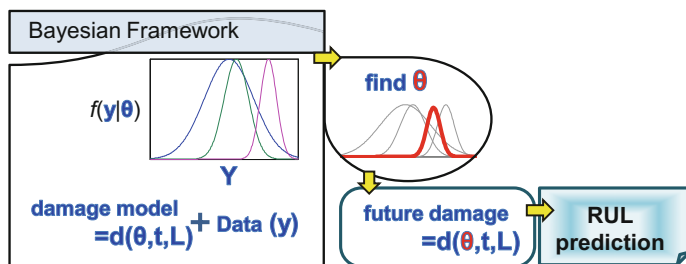 Bayesian Framework
f(y|θ)
Y
damage model
=d(θ,t,L)
+ Data (y)
find θ
future damage
=d(θ,t,L)
RUL
prediction